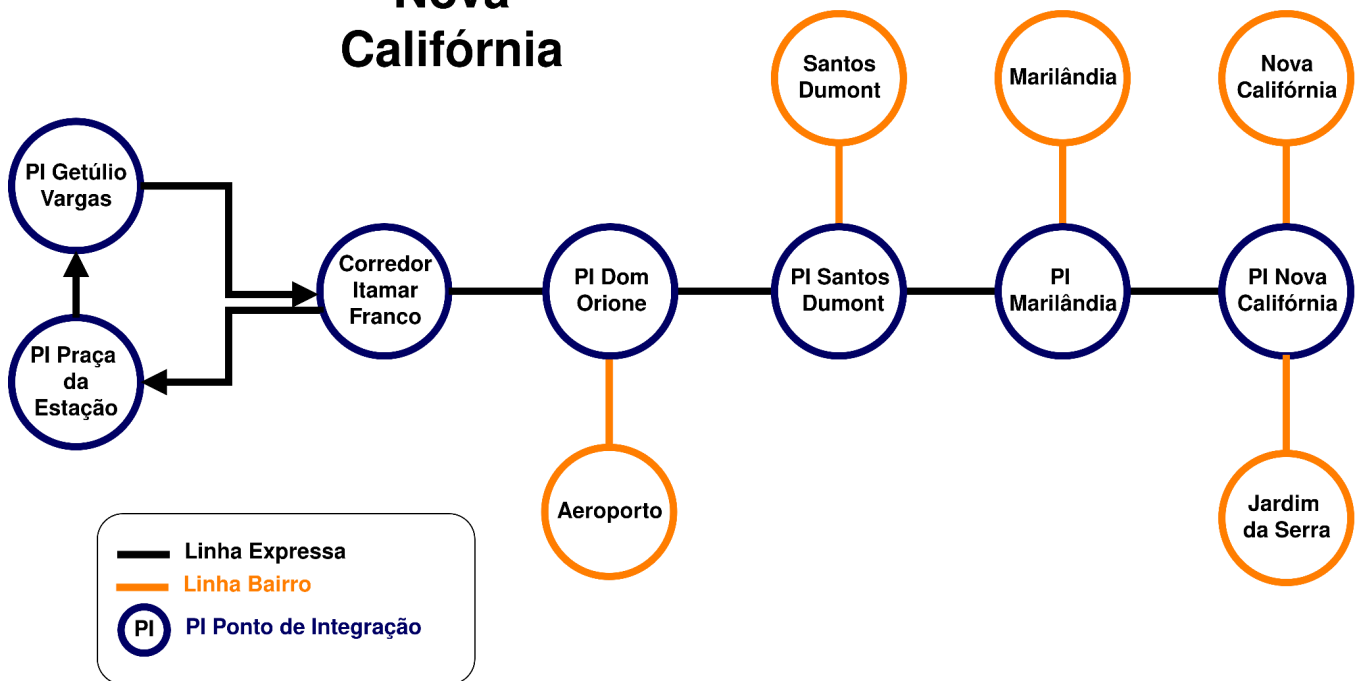 Nova
Califórnia
Santos
Dumont
Marilândia
Nova
Califórnia
PI Getúlio
Vargas
Corredor
Itamar
Franco
PI Dom
Orione
PI Santos
Dumont
PI
Marilândia
PI Nova
Califórnia
PI Praça
da
Estação
Aeroporto
Jardim
da Serra
Linha Expressa
Linha Bairro
PI
PI Ponto de Integração